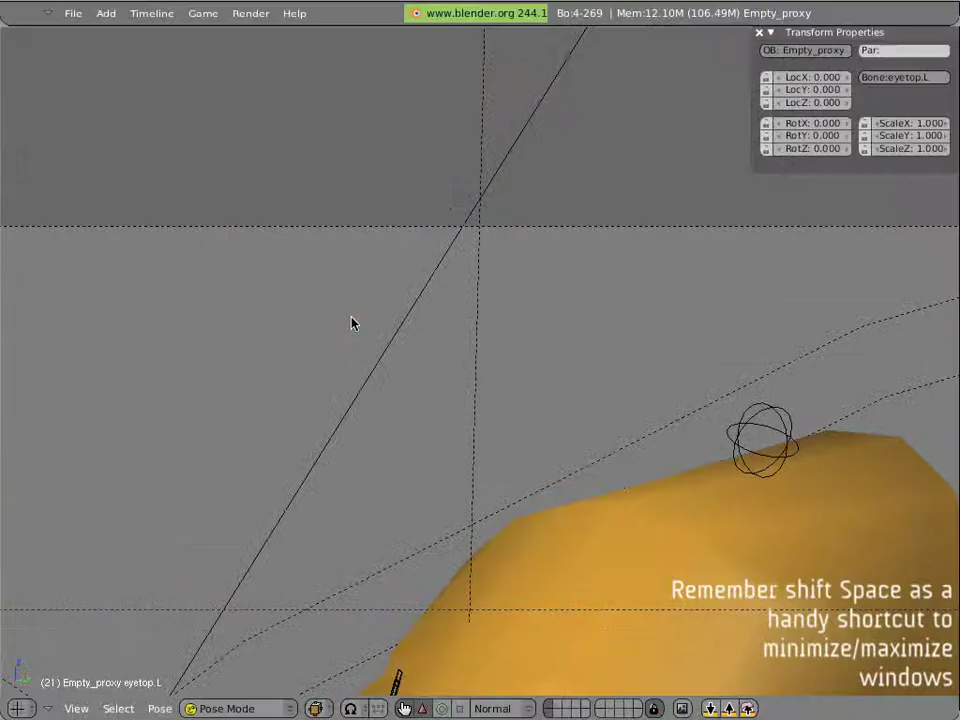 File Add Timeline Game Render Help www.blender.org 244.1 Bo:4-269 | Mem:12.10M (106.49M) Empty_proxy
Transform Properties
OB: Empty_proxy Par:
LocX: 0.000 Bone:eyetop.L
LocY: 0.000
LocZ: 0.000
RotX: 0.000 ScaleX: 1.000
RotY: 0.000 ScaleY: 1.000
RotZ: 0.000 ScaleZ: 1.000
Remember shift Space as a
handy shortcut to
minimize/maximize
windows
(21) Empty_proxy eyetop.L
View Select Pose Pose Mode Normal